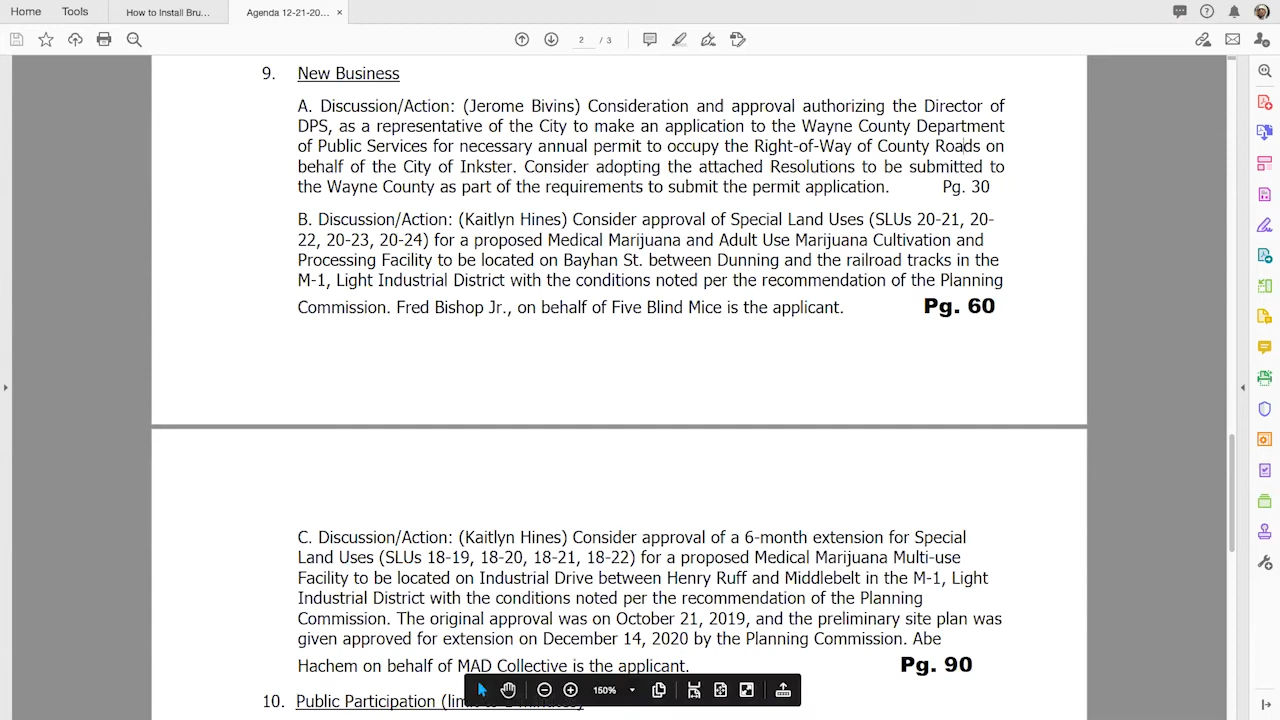 Home
Tools
How to Install Bru...
Agenda 12-21-20...
×
2 / 3
9. New Business
A. Discussion/Action: (Jerome Bivins) Consideration and approval authorizing the Director of
DPS, as a representative of the City to make an application to the Wayne County Department
of Public Services for necessary annual permit to occupy the Right-of-Way of County Roads on
behalf of the City of Inkster. Consider adopting the attached Resolutions to be submitted to
the Wayne County as part of the requirements to submit the permit application. Pg. 30
B. Discussion/Action: (Kaitlyn Hines) Consider approval of Special Land Uses (SLUs 20-21, 20-
22, 20-23, 20-24) for a proposed Medical Marijuana and Adult Use Marijuana Cultivation and
Processing Facility to be located on Bayhan St. between Dunning and the railroad tracks in the
M-1, Light Industrial District with the conditions noted per the recommendation of the Planning
Commission. Fred Bishop Jr., on behalf of Five Blind Mice is the applicant. Pg. 60
C. Discussion/Action: (Kaitlyn Hines) Consider approval of a 6-month extension for Special
Land Uses (SLUs 18-19, 18-20, 18-21, 18-22) for a proposed Medical Marijuana Multi-use
Facility to be located on Industrial Drive between Henry Ruff and Middlebelt in the M-1, Light
Industrial District with the conditions noted per the recommendation of the Planning
Commission. The original approval was on October 21, 2019, and the preliminary site plan was
given approved for extension on December 14, 2020 by the Planning Commission. Abe
Hachem on behalf of MAD Collective is the applicant. Pg. 90
150%
10. Public Participation